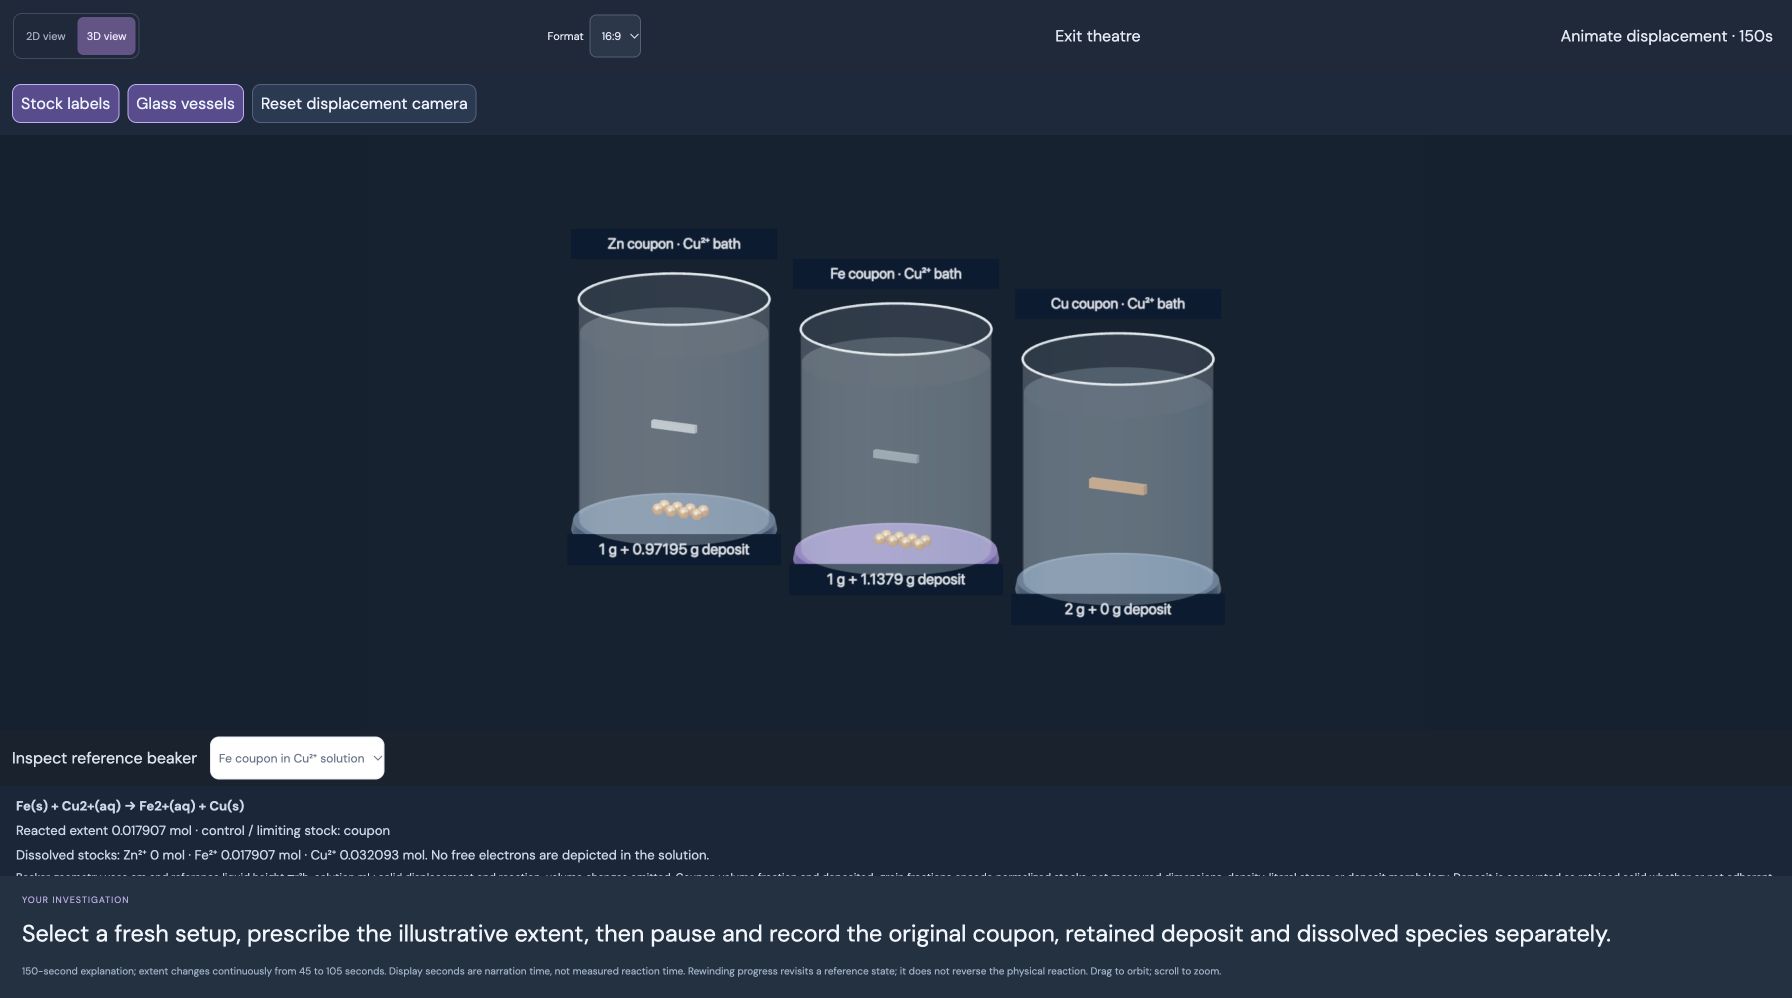 2D view
3D view
Format
16:9
Exit theatre
Animate displacement · 150s
Stock labels
Glass vessels
Reset displacement camera
Zn coupon · Cu²⁺ bath
Fe coupon · Cu²⁺ bath
Cu coupon · Cu²⁺ bath
1 g + 0.97195 g deposit
1 g + 1.1379 g deposit
2 g + 0 g deposit
Inspect reference beaker
Fe coupon in Cu²⁺ solution
Fe(s) + Cu2+(aq) → Fe2+(aq) + Cu(s)
Reacted extent 0.017907 mol · control / limiting stock: coupon
Dissolved stocks: Zn²⁺ 0 mol · Fe²⁺ 0.017907 mol · Cu²⁺ 0.032093 mol. No free electrons are depicted in the solution.
YOUR INVESTIGATION
Select a fresh setup, prescribe the illustrative extent, then pause and record the original coupon, retained deposit and dissolved species separately.
150-second explanation; extent changes continuously from 45 to 105 seconds. Display seconds are narration time, not measured reaction time. Rewinding progress revisits a reference state; it does not reverse the physical reaction. Drag to orbit; scroll to zoom.